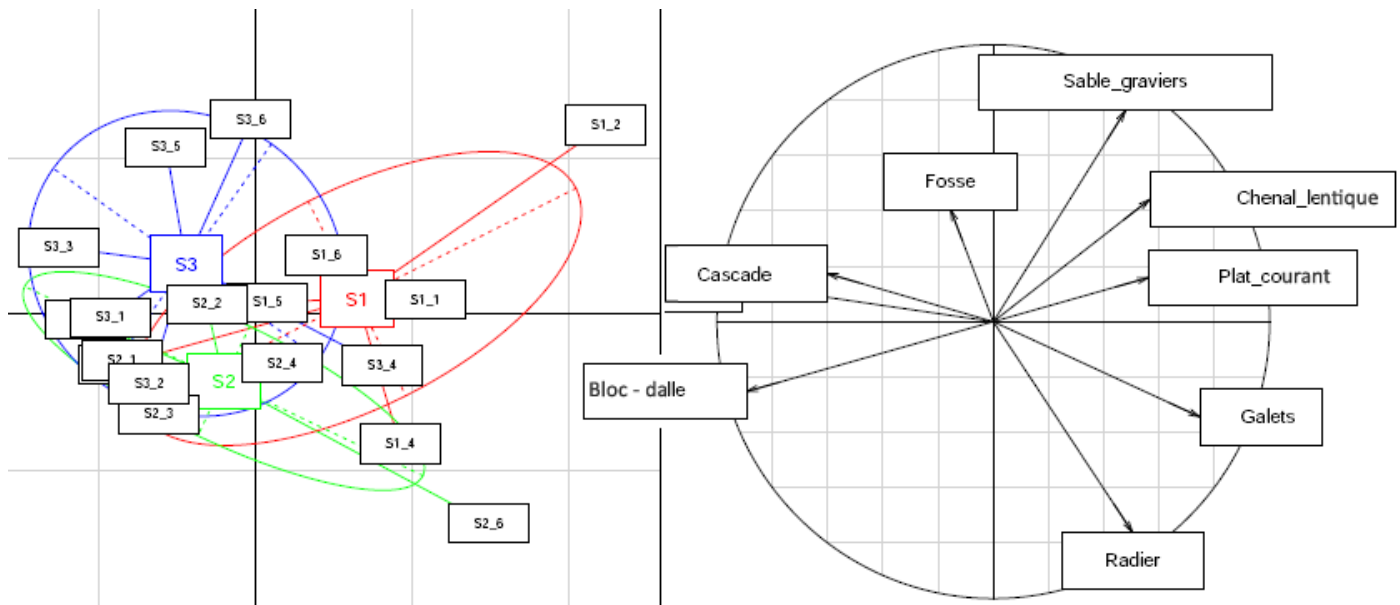 S3_6
S1_2
S3_5
S3_3
S3
S1_6
S1
S1_1
S2_2
S1_5
S3_1
S2_1
S2_4
S3_4
S3_2
S2
S2_3
S1_4
S2_6
Sable_graviers
Fosse
Chenal_lentique
Cascade
Plat_courant
Bloc - dalle
Galets
Radier